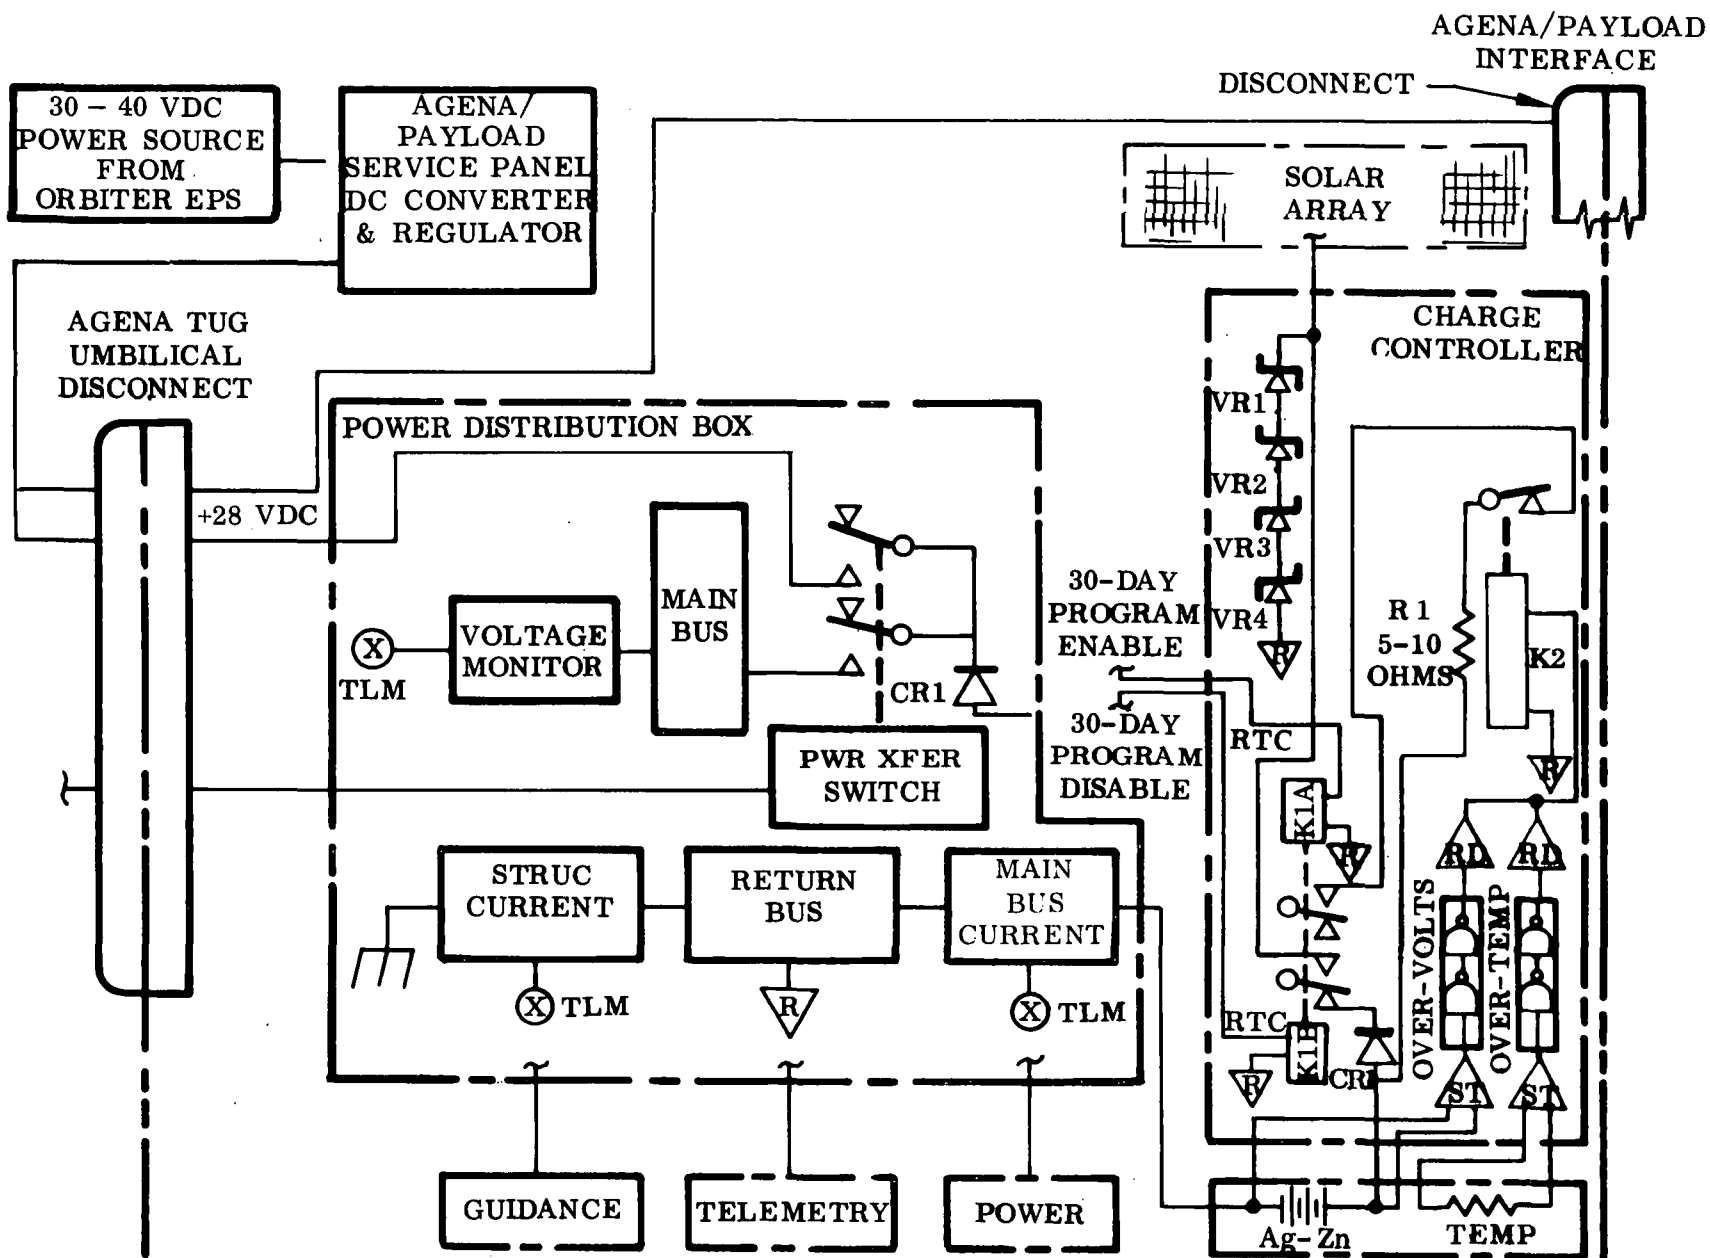 AGENA/PAYLOAD
INTERFACE
DISCONNECT
30 – 40 VDC
POWER SOURCE
FROM
ORBITER EPS
AGENA/
PAYLOAD
SERVICE PANEL
DC CONVERTER
& REGULATOR
SOLAR
ARRAY
AGENA TUG
UMBILICAL
DISCONNECT
CHARGE
CONTROLLER
POWER DISTRIBUTION BOX
+28 VDC
VR1
VR2
VR3
VR4
R
MAIN
BUS
VOLTAGE
MONITOR
X
TLM
CR1
30-DAY
PROGRAM
ENABLE
30-DAY
PROGRAM
DISABLE
R 1
5-10
OHMS
K2
R
RTC
PWR XFER
SWITCH
K1A
R
STRUC
CURRENT
RETURN
BUS
MAIN
BUS
CURRENT
X TLM
R
X TLM
RD
RD
OVER-VOLTS
OVER-TEMP
RTC
K1B
R
CR1
ST
ST
GUIDANCE
TELEMETRY
POWER
Ag-Zn
TEMP